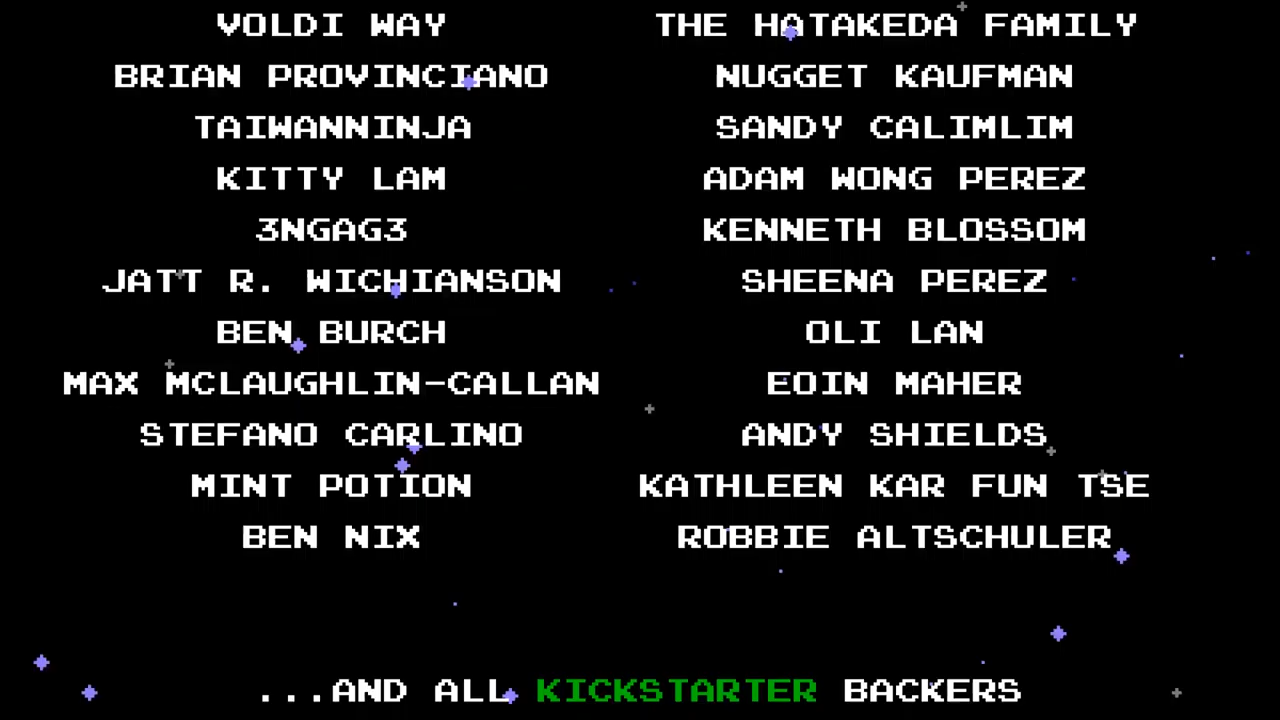 VOLDI WAY THE HATAKEDA FAMILY
BRIAN PROVINCIANO NUGGET KAUFMAN
TAIWANNINJA SANDY CALIMLIM
KITTY LAM ADAM WONG PEREZ
3NGAG3 KENNETH BLOSSOM
JATT R. WICHIANSON SHEENA PEREZ
BEN BURCH OLI LAN
MAX MCLAUGHLIN-CALLAN EOIN MAHER
STEFANO CARLINO ANDY SHIELDS
MINT POTION KATHLEEN KAR FUN TSE
BEN NIX ROBBIE ALTSCHULER
...AND ALL KICKSTARTER BACKERS